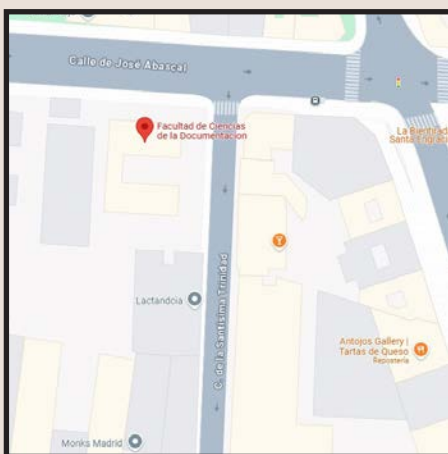 Calle de José Abascal
Facultad de Ciencias
de la Documentación
La Bientirada
Santa Engracia
C. de la Santísima Trinidad
Lactandoia
Antojos Gallery |
Tartas de Queso
Repostería
Monks Madrid